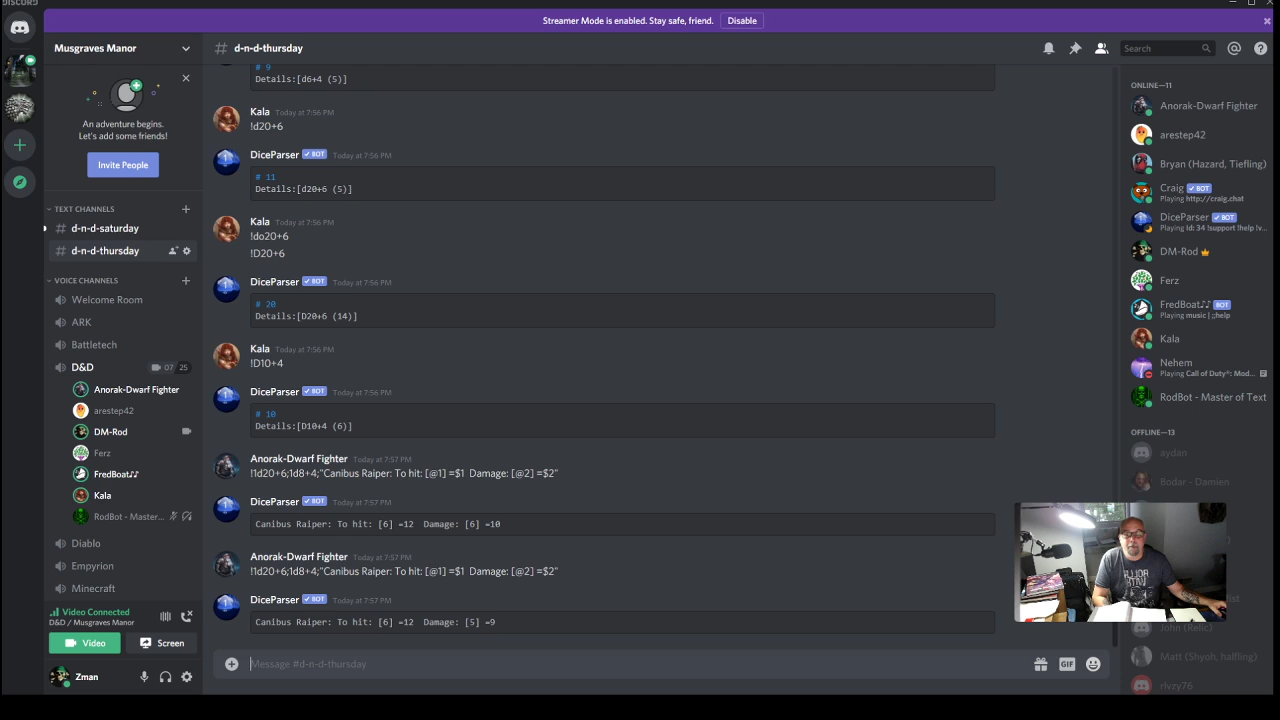 DISCORD
Streamer Mode is enabled. Stay safe, friend. Disable
Musgraves Manor
# d-n-d-thursday
Search
An adventure begins.
Let's add some friends!
Invite People
TEXT CHANNELS
# d-n-d-saturday
# d-n-d-thursday
VOICE CHANNELS
Welcome Room
ARK
Battletech
D&D 07 25
Anorak-Dwarf Fighter
arestep42
DM-Rod
Ferz
FredBoat♪♪
Kala
RodBot - Master...
Diablo
Empyrion
Minecraft
Video Connected
D&D / Musgraves Manor
Video Screen
Zman
# 9
Details:[d6+4 (5)]
Kala Today at 7:56 PM
!d20+6
DiceParser BOT Today at 7:56 PM
# 11
Details:[d20+6 (5)]
Kala Today at 7:56 PM
!do20+6
!D20+6
DiceParser BOT Today at 7:56 PM
# 20
Details:[D20+6 (14)]
Kala Today at 7:56 PM
!D10+4
DiceParser BOT Today at 7:56 PM
# 10
Details:[D10+4 (6)]
Anorak-Dwarf Fighter Today at 7:57 PM
!1d20+6;1d8+4;"Canibus Raiper: To hit: [@1] =$1 Damage: [@2] =$2"
DiceParser BOT Today at 7:57 PM
Canibus Raiper: To hit: [6] =12 Damage: [6] =10
Anorak-Dwarf Fighter Today at 7:57 PM
!1d20+6;1d8+4;"Canibus Raiper: To hit: [@1] =$1 Damage: [@2] =$2"
DiceParser BOT Today at 7:57 PM
Canibus Raiper: To hit: [6] =12 Damage: [5] =9
Message #d-n-d-thursday
GIF
ONLINE—11
Anorak-Dwarf Fighter
arestep42
Bryan (Hazard, Tiefling)
Craig BOT
Playing http://craig.chat
DiceParser BOT
Playing Id: 34 !support !help !v...
DM-Rod
Ferz
FredBoat♪♪ BOT
Playing music | ;;help
Kala
Nehem
Playing Call of Duty®: Mod...
RodBot - Master of Text
OFFLINE—13
aydan
Bodar - Damien
John (Relic)
Matt (Shyoh, halfling)
rlvzy76